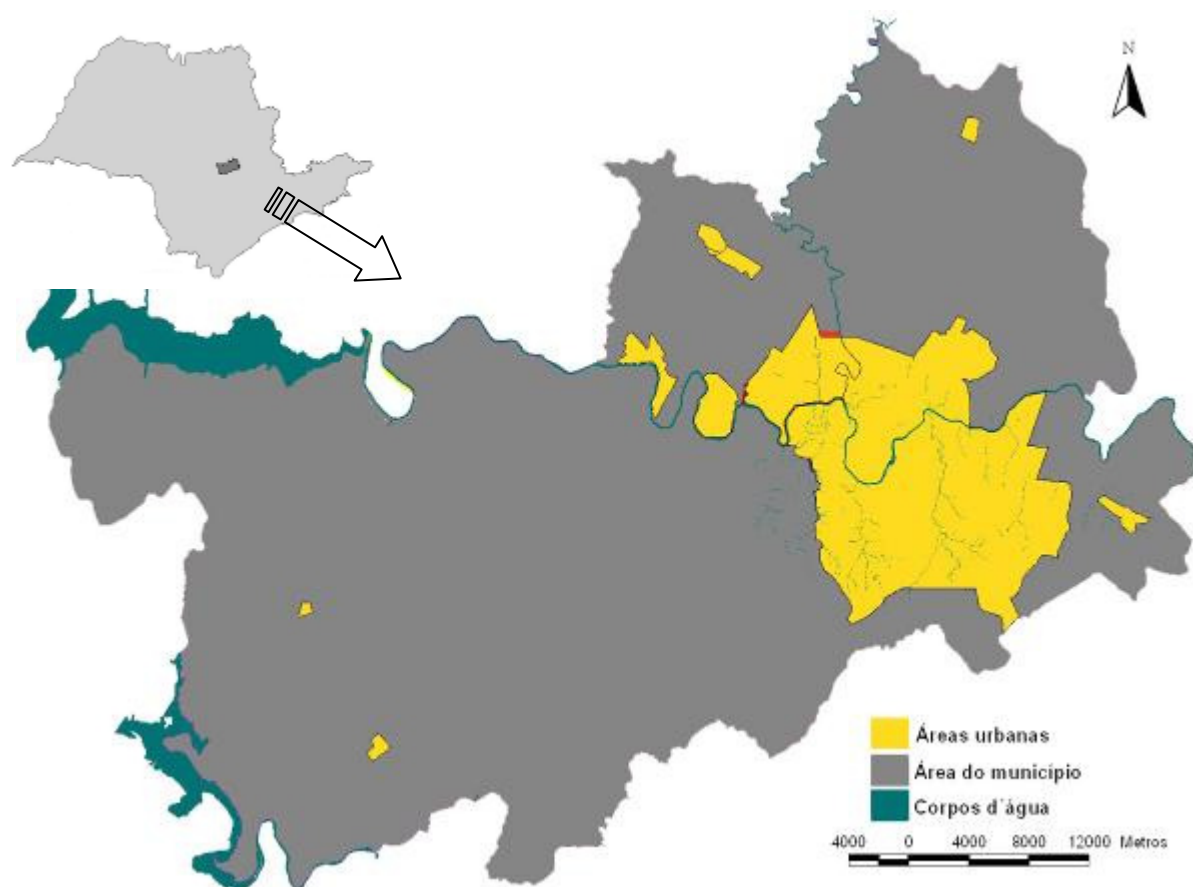 N
Áreas urbanas
Área do município
Corpos d´água
4000 0 4000 8000 12000 Metros